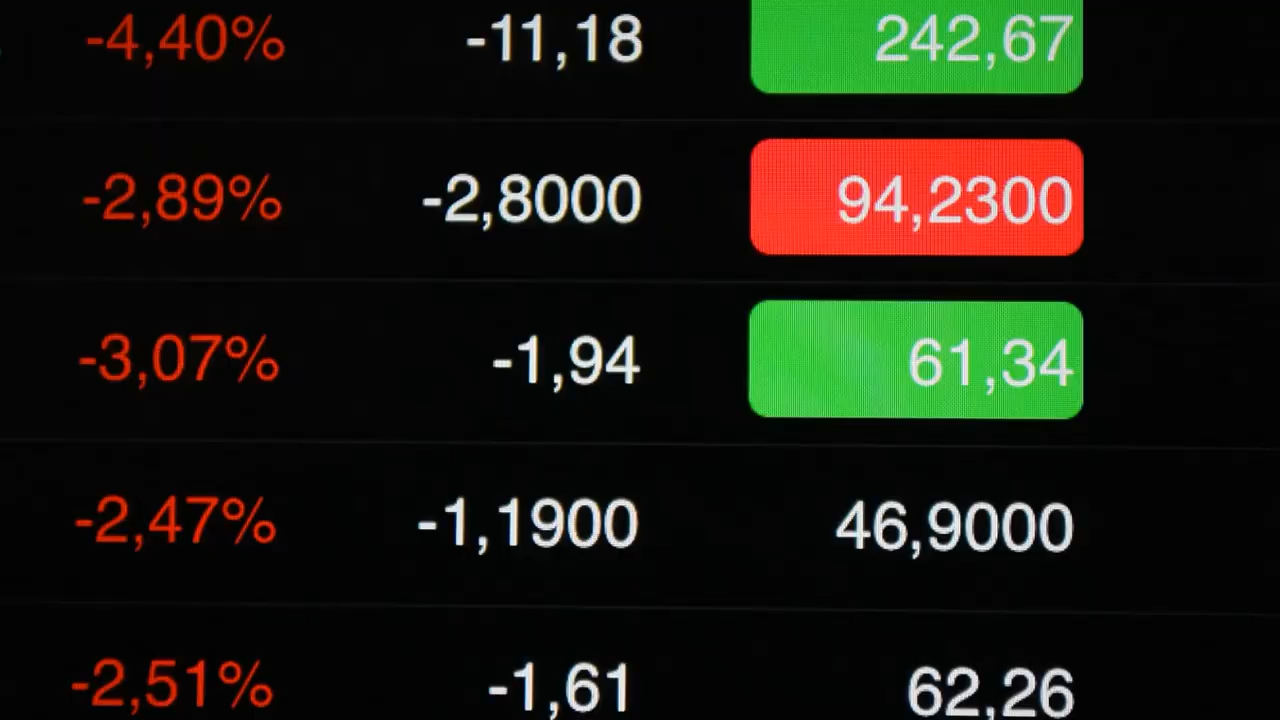 -4,40% -11,18 242,67
-2,89% -2,8000 94,2300
-3,07% -1,94 61,34
-2,47% -1,1900 46,9000
-2,51% -1,61 62,26